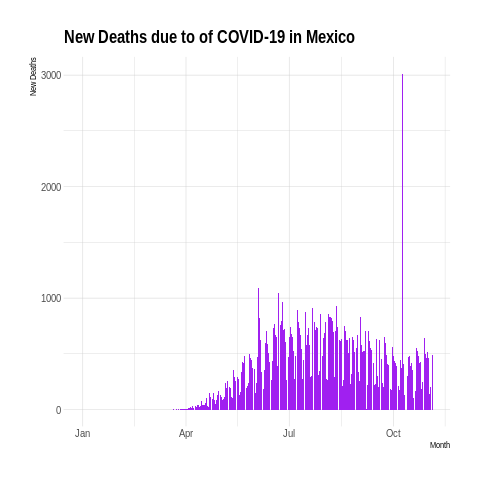 New Deaths due to of COVID-19 in Mexico
New Deaths
3000
2000
1000
0
Jan Apr Jul Oct
Month